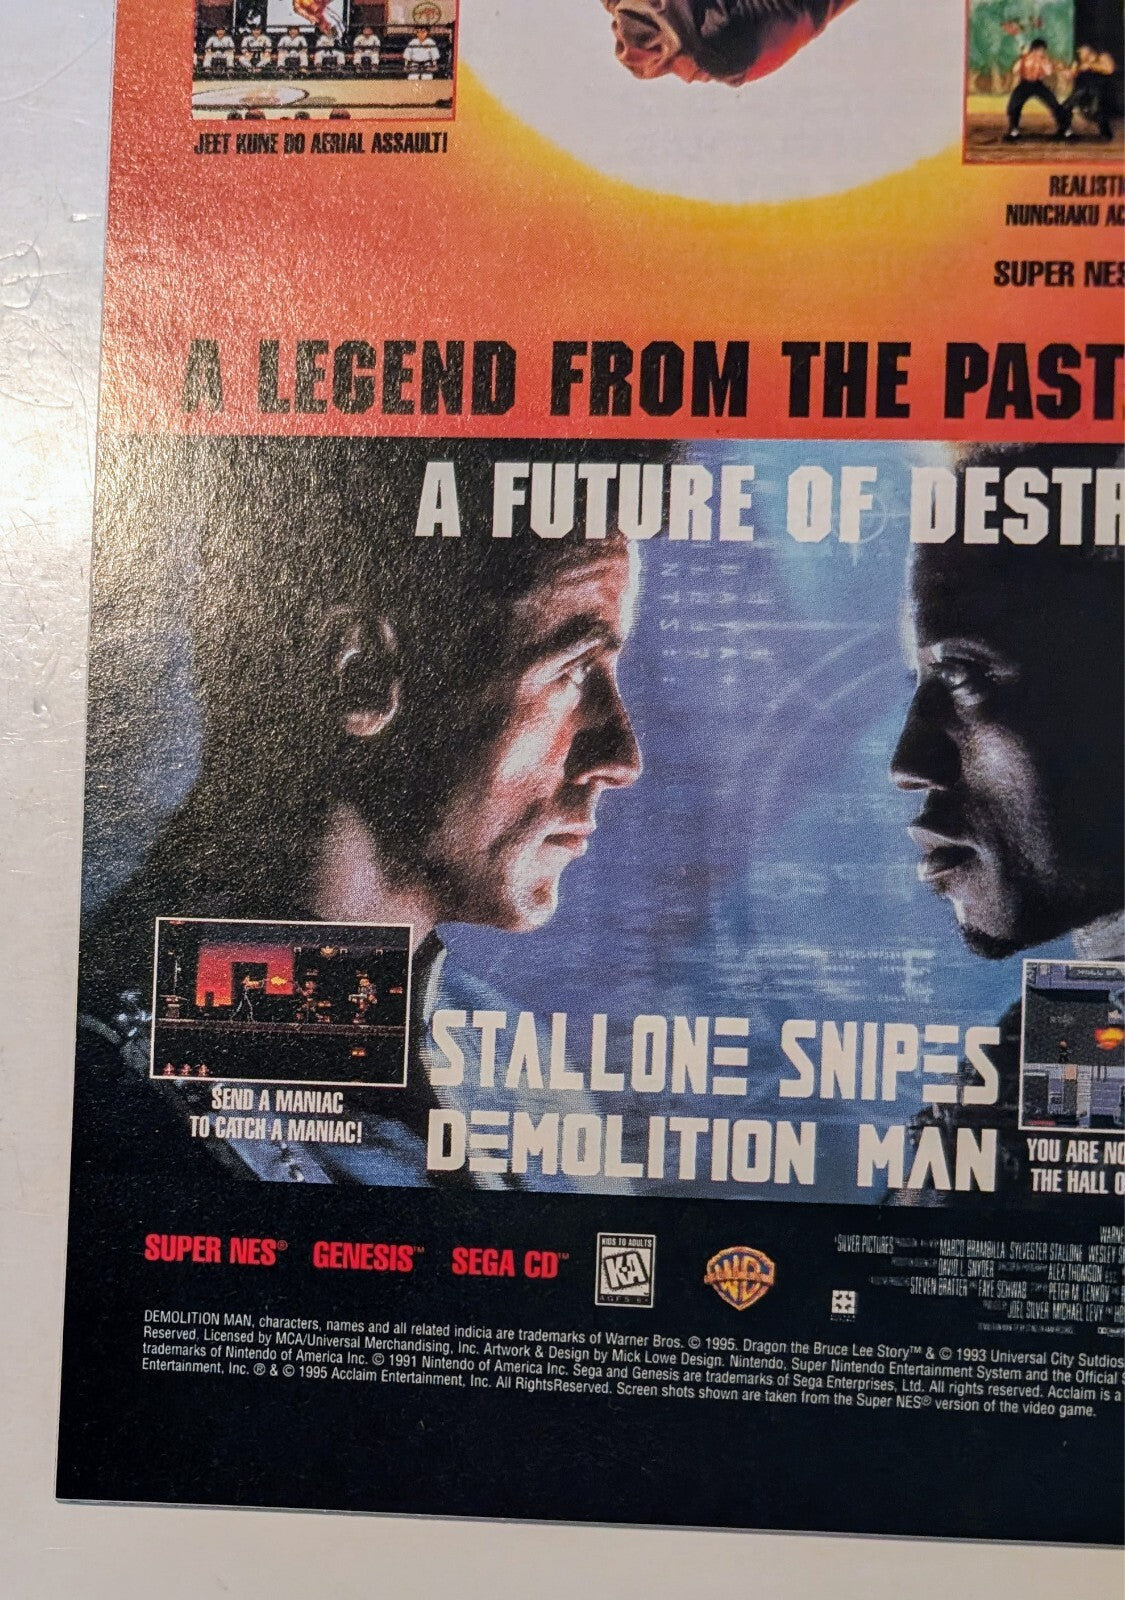 JEET KUNE DO AERIAL ASSAULT!
NUNCHAKU
SUPER NES
A LEGEND FROM THE PAST
A FUTURE OF
STALLONE SNIPES
DEMOLITION MAN
SEND A MANIAC
TO CATCH A MANIAC!
YOU ARE
THE HALL
SUPER NES® GENESIS™ SEGA CD™
KIDS TO ADULTS
KA
AGES 6+
WB
SILVER PICTURES
MARCO BRAMBILLA SYLVESTER STALLONE WESLEY
DAVID L. SNYDER ALEX THOMSON
STEVEN BRATTER FAYE SCHWAB PETER M. LENKOV
JOEL SILVER MICHAEL LEVY
DEMOLITION MAN, characters, names and all related indicia are trademarks of Warner Bros. © 1995. Dragon the Bruce Lee Story™ & © 1993 Universal City Sutdios
Reserved. Licensed by MCA/Universal Merchandising, Inc. Artwork & Design by Mick Lowe Design. Nintendo, Super Nintendo Entertainment System and the Official
trademarks of Nintendo of America Inc. © 1991 Nintendo of America Inc. Sega and Genesis are trademarks of Sega Enterprises, Ltd. All rights reserved. Acclaim is a
Entertainment, Inc. ® & © 1995 Acclaim Entertainment, Inc. All RightsReserved. Screen shots shown are taken from the Super NES® version of the video game.